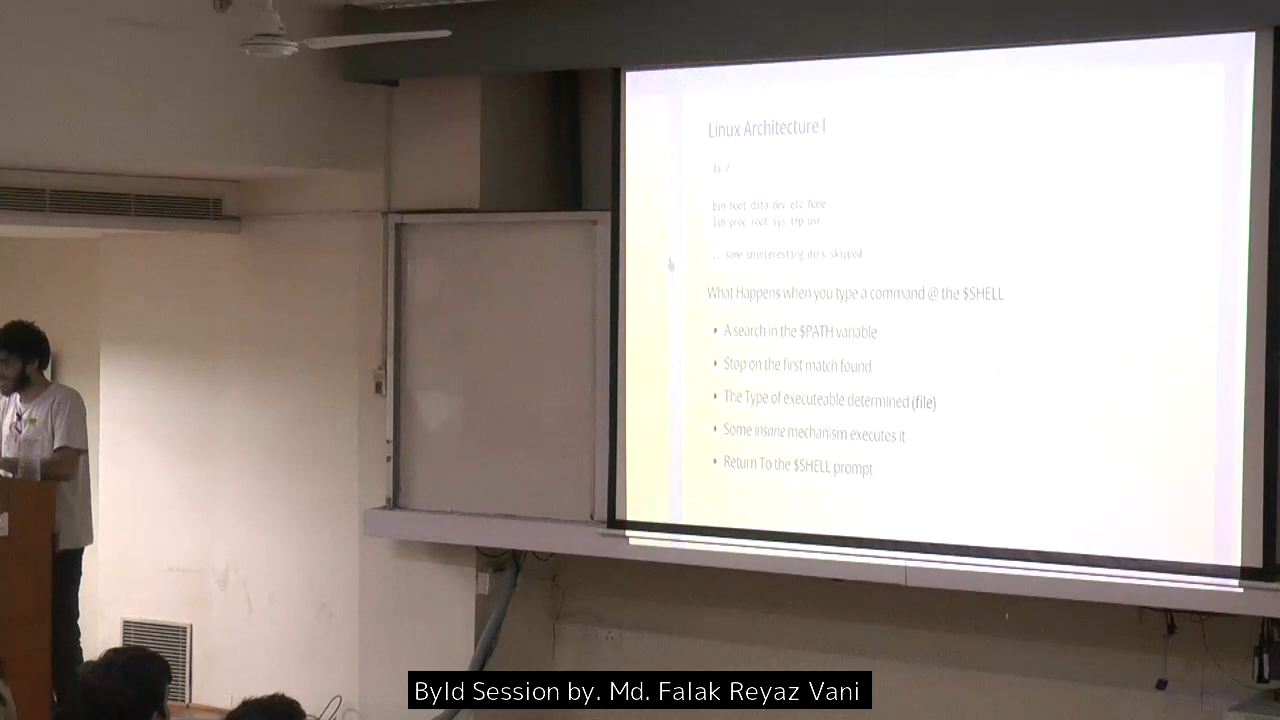 Linux Architecture I
ls /
bin boot data dev etc home
lib proc root sys tmp usr
... some uninteresting dirs skipped
What Happens when you type a command @ the $SHELL
• A search in the $PATH variable
• Stop on the first match found
• The Type of executeable determined (file)
• Some insane mechanism executes it
• Return To the $SHELL prompt
Byld Session by. Md. Falak Reyaz Vani